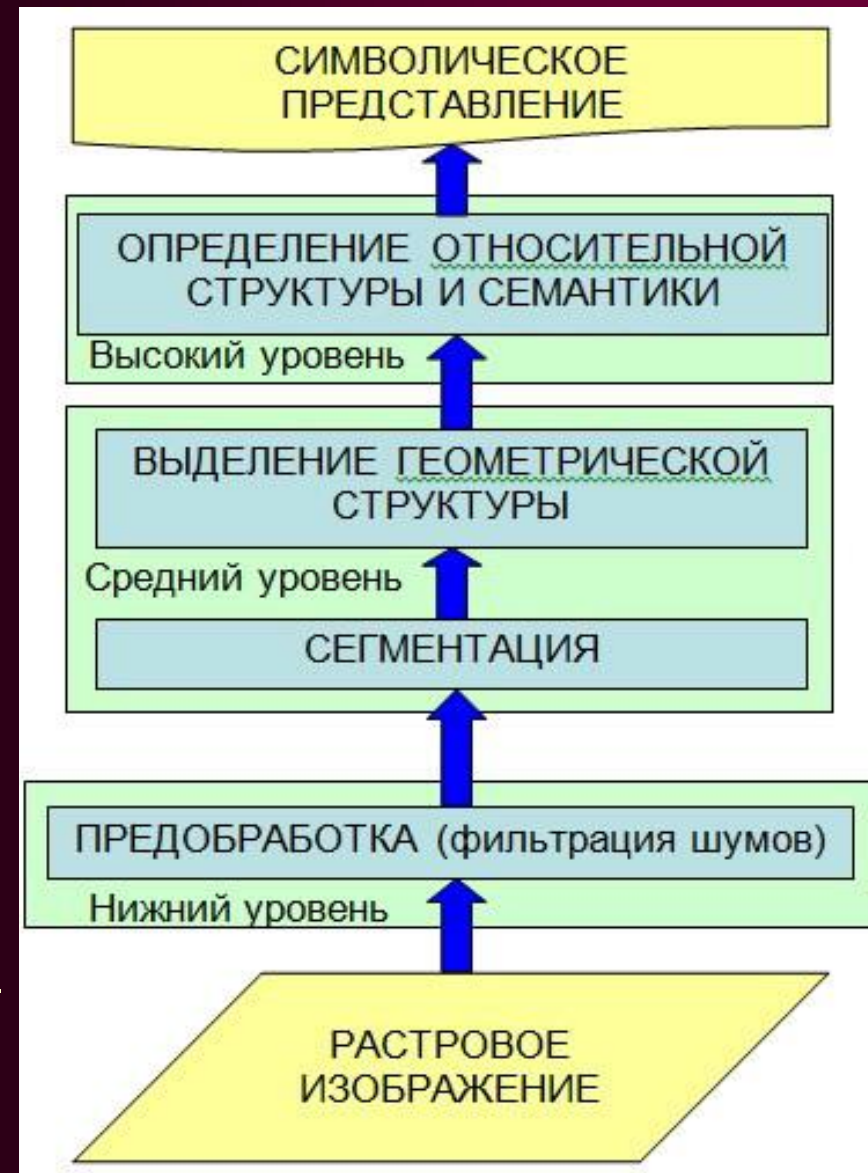 СИМВОЛИЧЕСКОЕ
ПРЕДСТАВЛЕНИЕ
ОПРЕДЕЛЕНИЕ ОТНОСИТЕЛЬНОЙ
СТРУКТУРЫ И СЕМАНТИКИ
Высокий уровень
ВЫДЕЛЕНИЕ ГЕОМЕТРИЧЕСКОЙ
СТРУКТУРЫ
Средний уровень
СЕГМЕНТАЦИЯ
ПРЕДОБРАБОТКА (фильтрация шумов)
Нижний уровень
РАСТРОВОЕ
ИЗОБРАЖЕНИЕ